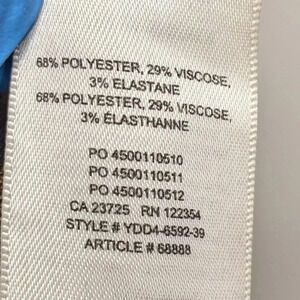 68% POLYESTER, 29% VISCOSE,
3% ELASTANE
68% POLYESTER, 29% VISCOSE,
3% ÉLASTHANNE
PO 4500110510
PO 4500110511
PO 4500110512
CA 23725 RN 122354
STYLE # YDD4-6592-39
ARTICLE # 68888